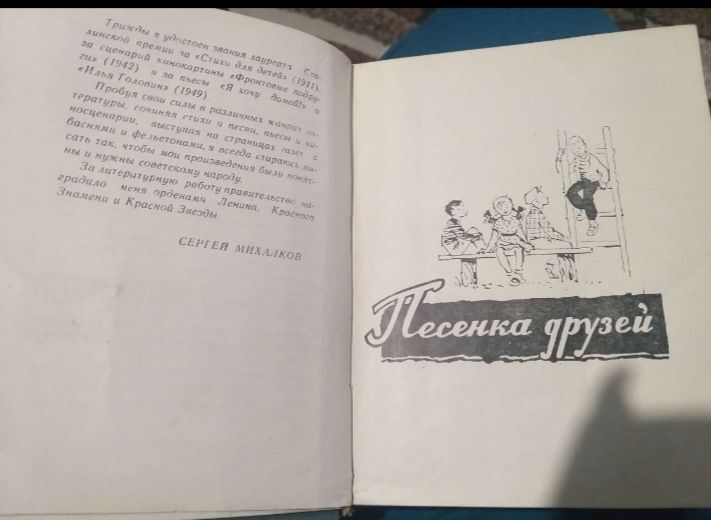 Трижды я удостоен звания лауреата Ста-
линской премии за «Стихи для детей» (1941),
за сценарий кинокартины «Фронтовые подру-
ги» (1942) и за пьесы «Я хочу домой!» и
«Илья Головин» (1949).
Пробуя свои силы в различных жанрах ли-
тературы, сочиняя стихи и песни, пьесы и ки-
носценарии, выступая на страницах газет с
баснями и фельетонами, я всегда стараюсь пи-
сать так, чтобы мои произведения были понят-
ны и нужны советскому народу.
За литературную работу правительство на-
градило меня орденами Ленина, Красного
Знамени и Красной Звезды.
СЕРГЕЙ МИХАЛКОВ
Песенка друзей